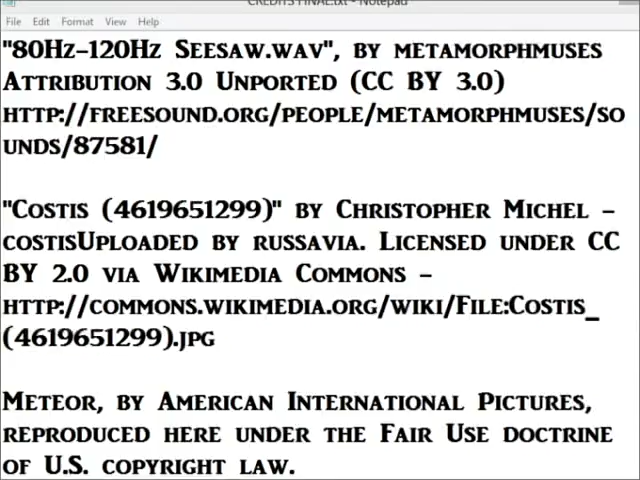 CREDITS FINAL.txt - Notepad
File Edit Format View Help
"80Hz-120Hz Seesaw.wav", by metamorphmuses
Attribution 3.0 Unported (CC BY 3.0)
http://freesound.org/people/metamorphmuses/so
unds/87581/
"Costis (4619651299)" by Christopher Michel -
costisUploaded by russavia. Licensed under CC
BY 2.0 via Wikimedia Commons -
http://commons.wikimedia.org/wiki/File:Costis_
(4619651299).jpg
Meteor, by American International Pictures,
reproduced here under the Fair Use doctrine
of U.S. copyright law.